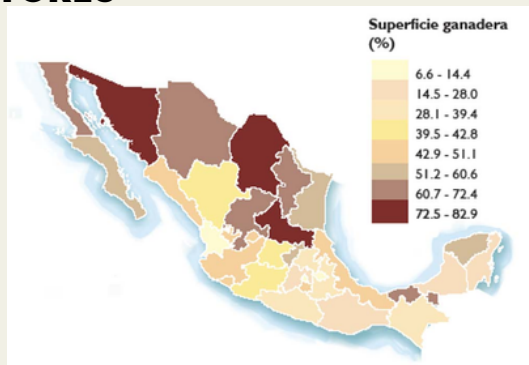 Superficie ganadera
(%)
6.6 - 14.4
14.5 - 28.0
28.1 - 39.4
39.5 - 42.8
42.9 - 51.1
51.2 - 60.6
60.7 - 72.4
72.5 - 82.9